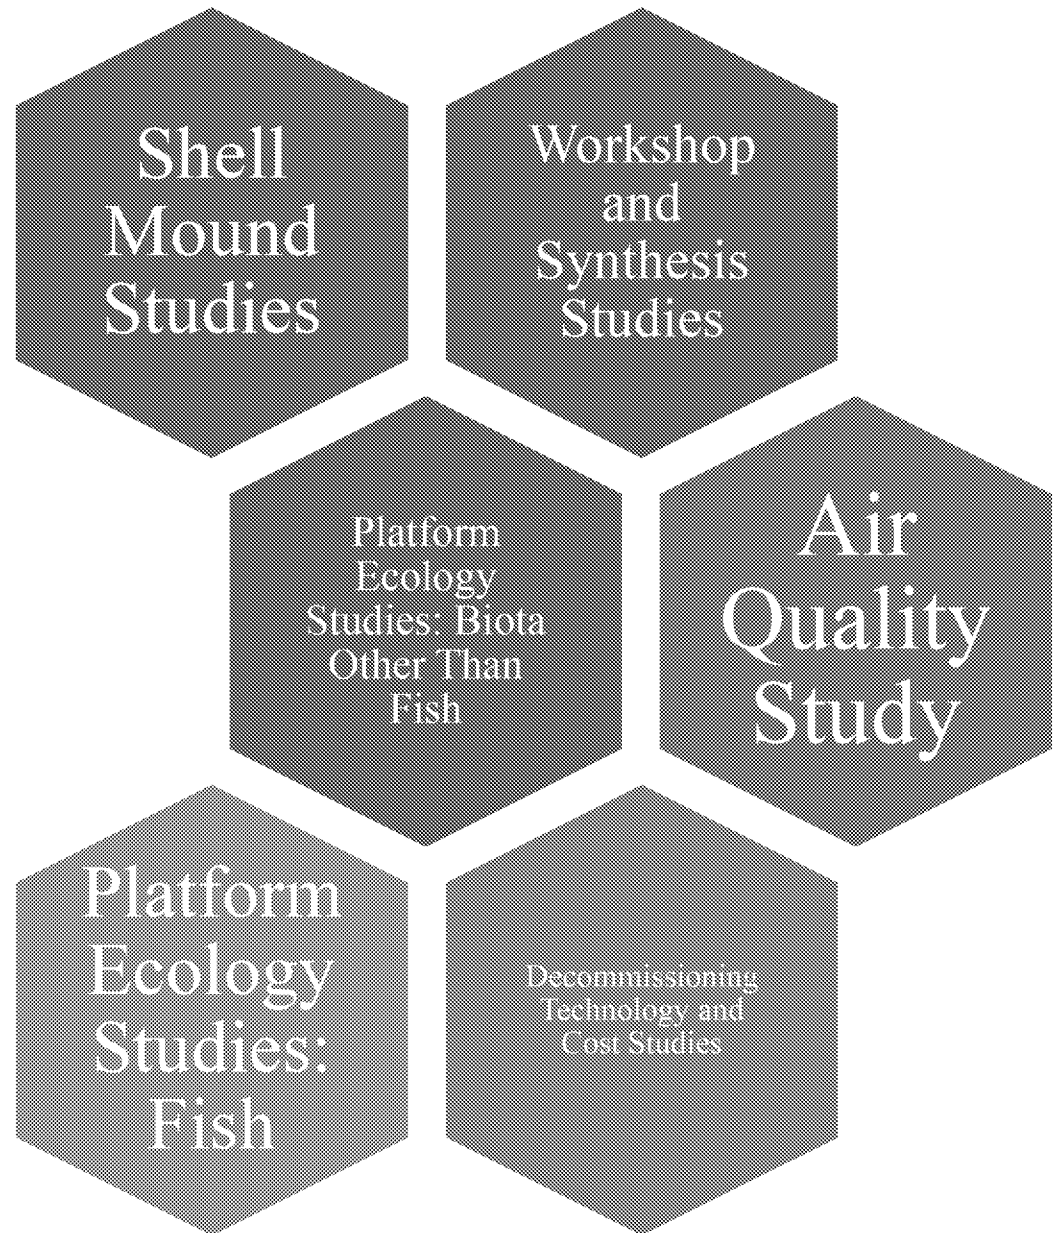 Shell
Mound
Studies
Workshop
and
Synthesis
Studies
Platform
Ecology
Studies: Biota
Other Than
Fish
Air
Quality
Study
Platform
Ecology
Studies:
Fish
Decommissioning
Technology and
Cost Studies